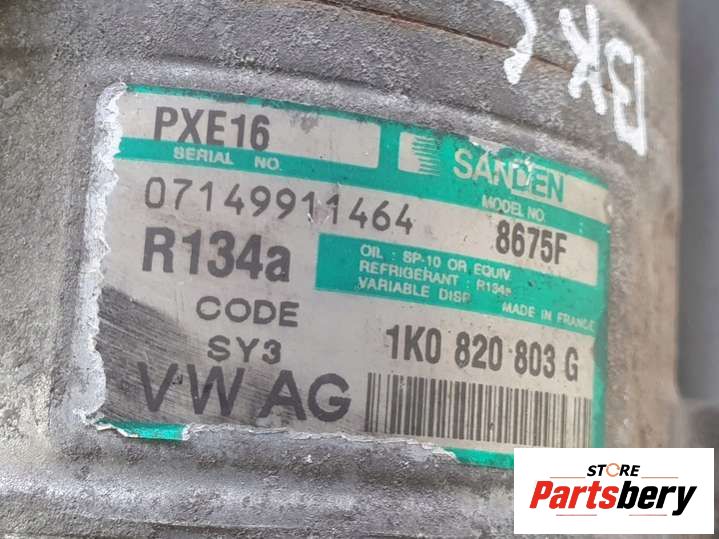 BKC
PXE16
SANDEN
SERIAL NO.
MODEL NO.
07149911464
8675F
R134a
OIL : SP-10 OR EQUIV.
REFRIGERANT : R134a
VARIABLE DISP.
MADE IN FRANCE
CODE
SY3
1K0 820 803 G
VW AG
STORE
Partsbery